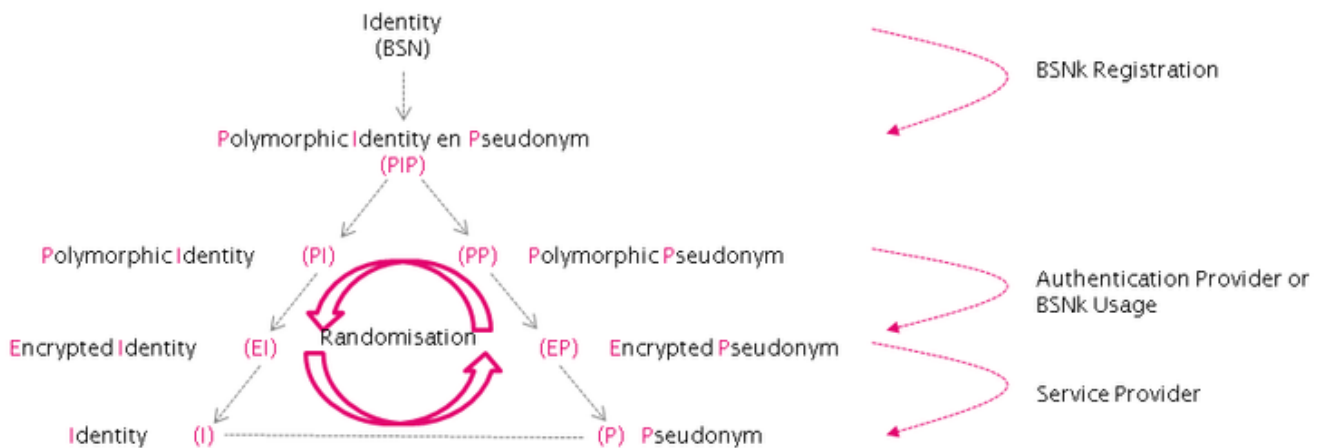 Identity
(BSN)
BSNk Registration
Polymorphic Identity en Pseudonym
(PIP)
Polymorphic Identity (PI) (PP) Polymorphic Pseudonym
Authentication Provider or
BSNk Usage
Randomisation
Encrypted Identity (EI) (EP) Encrypted Pseudonym
Service Provider
Identity (I) (P) Pseudonym